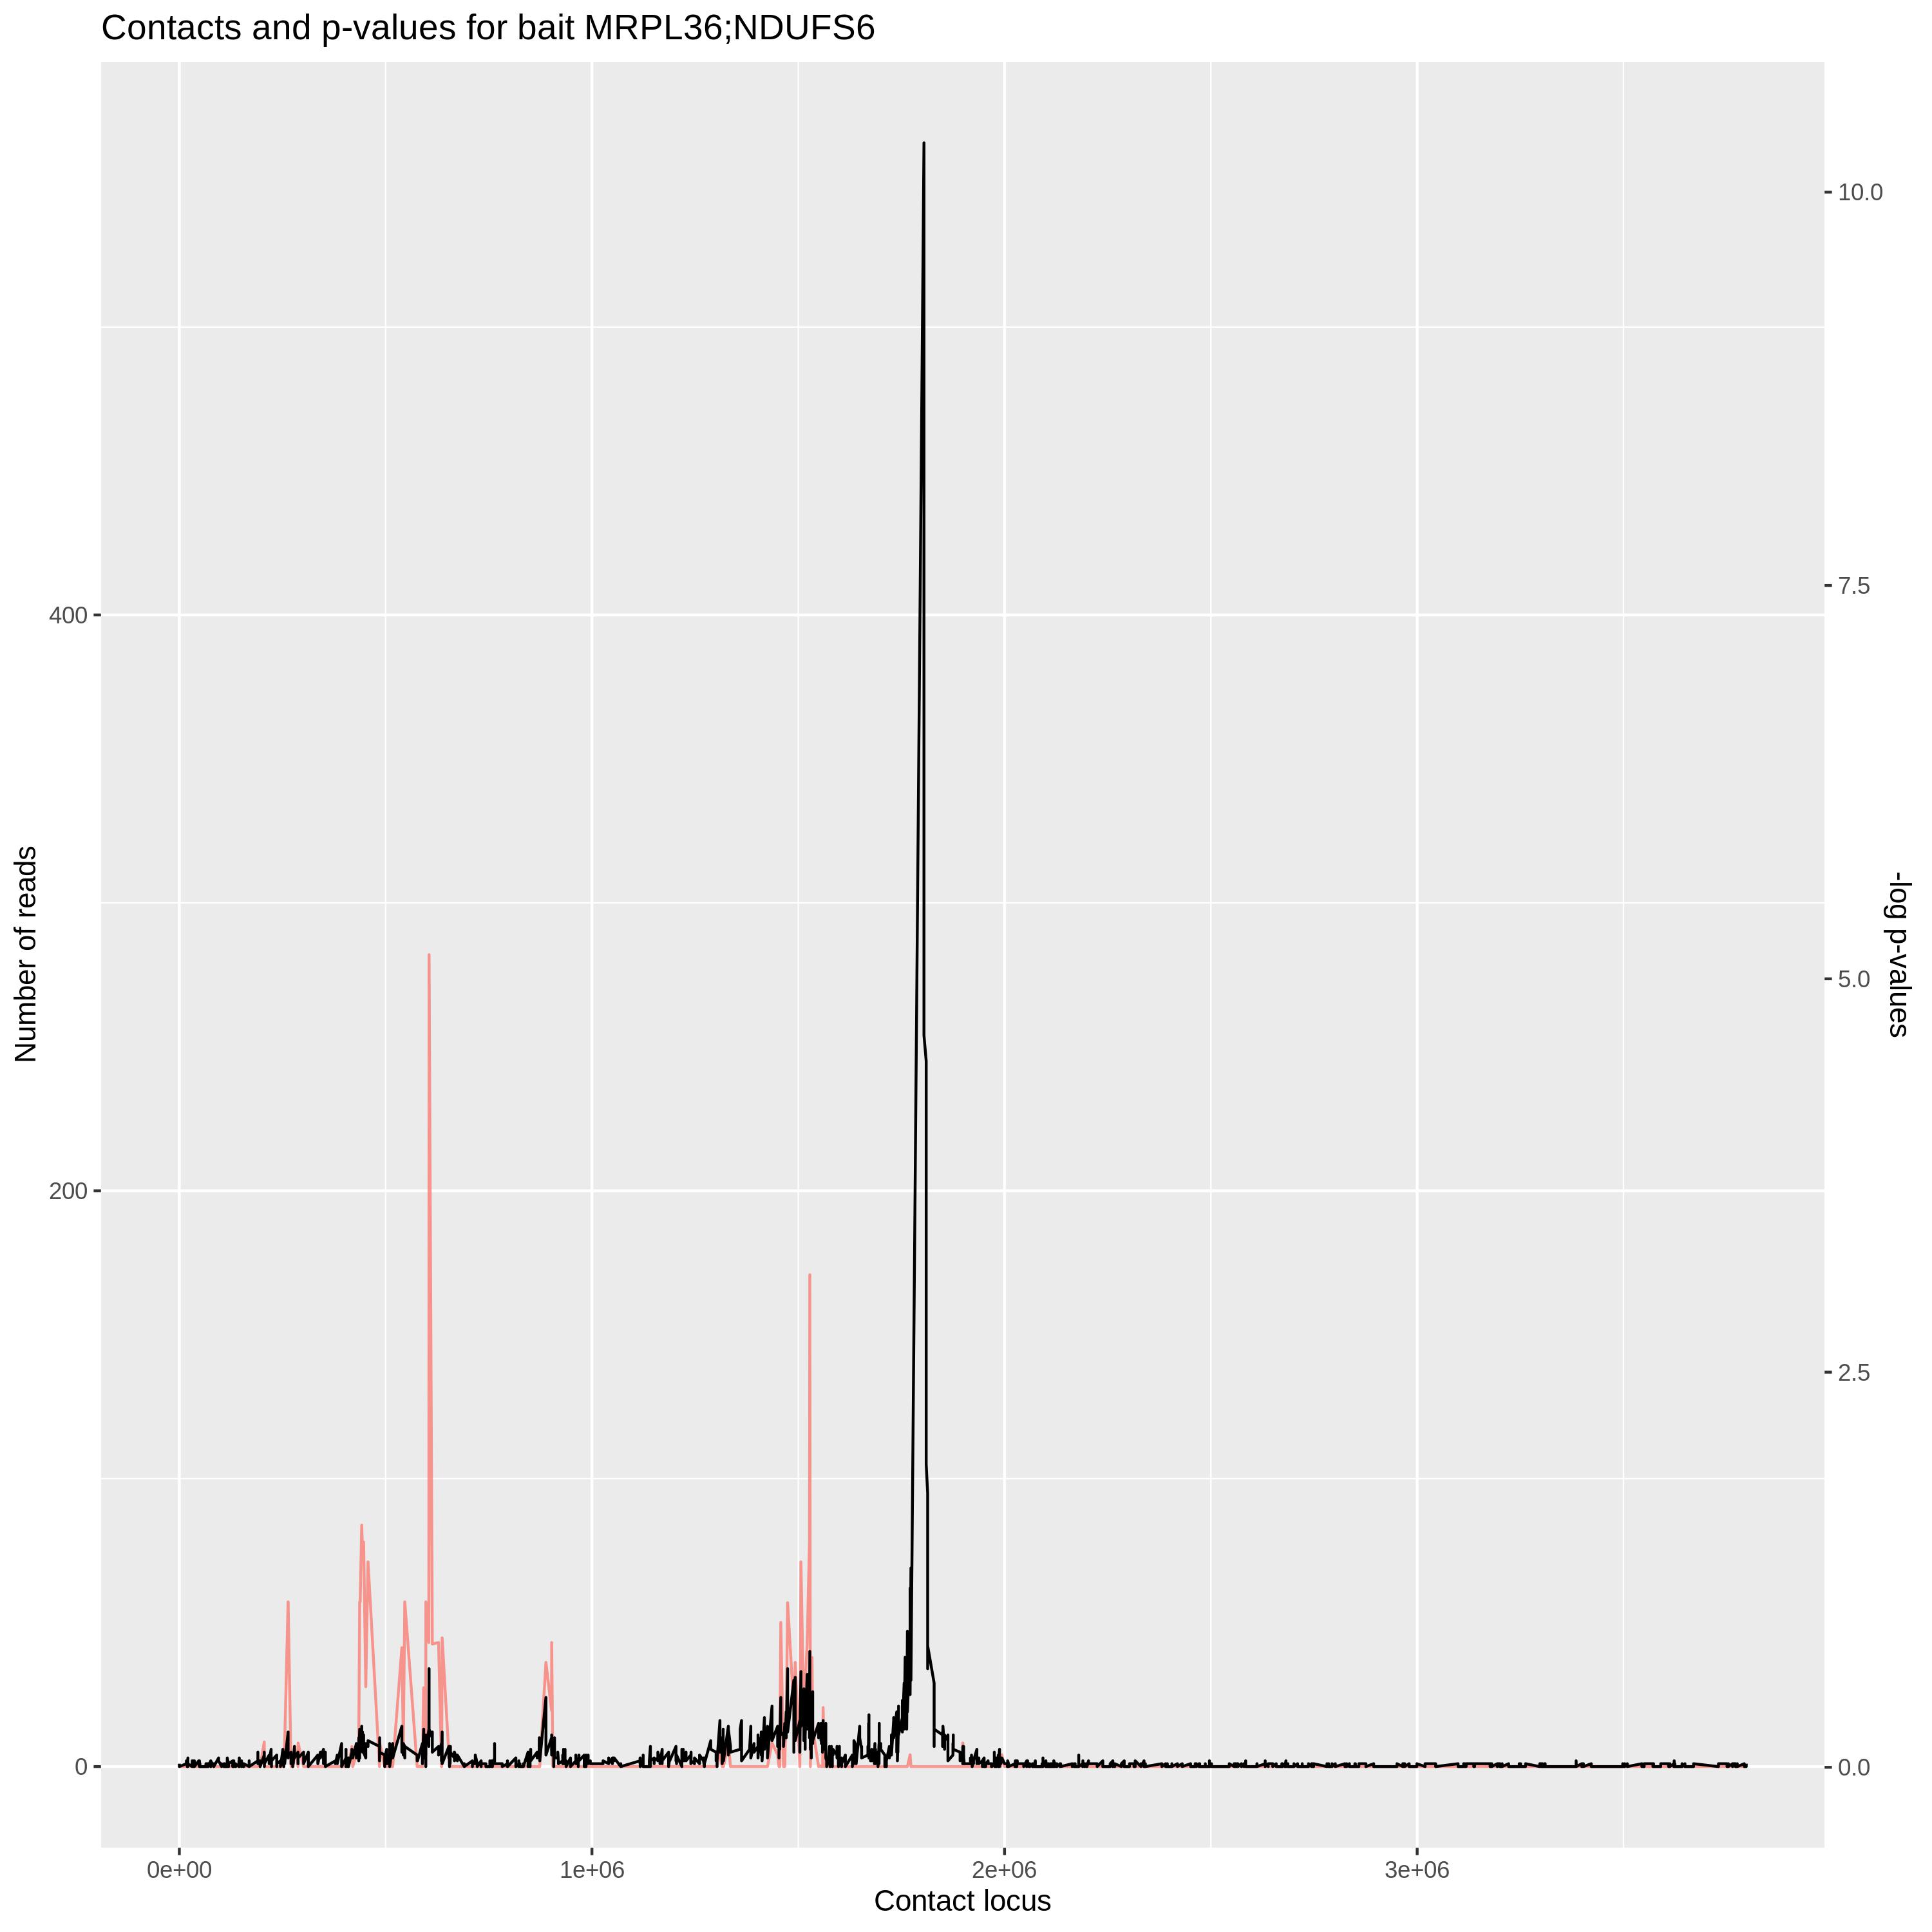 Contacts and p-values for bait MRPL36;NDUFS6
Number of reads
400
200
0
10.0
7.5
5.0
2.5
0.0
-log p-values
0e+00
1e+06
2e+06
3e+06
Contact locus